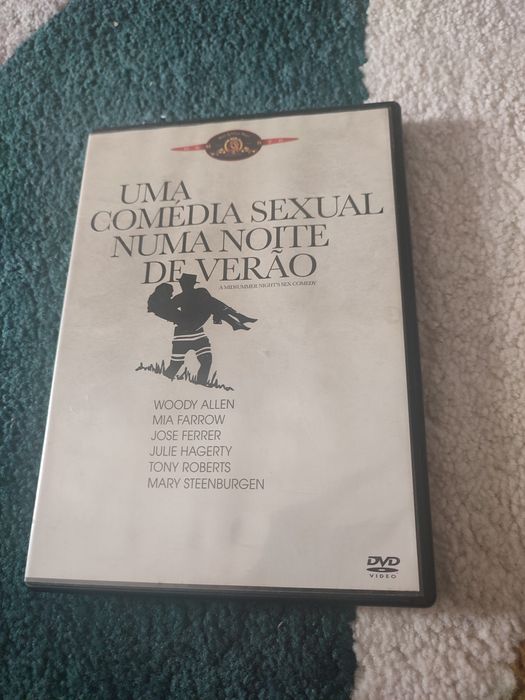 UMA
COMÉDIA SEXUAL
NUMA NOITE
DE VERÃO
A MIDSUMMER NIGHT'S SEX COMEDY
WOODY ALLEN
MIA FARROW
JOSE FERRER
JULIE HAGERTY
TONY ROBERTS
MARY STEENBURGEN
DVD
VIDEO